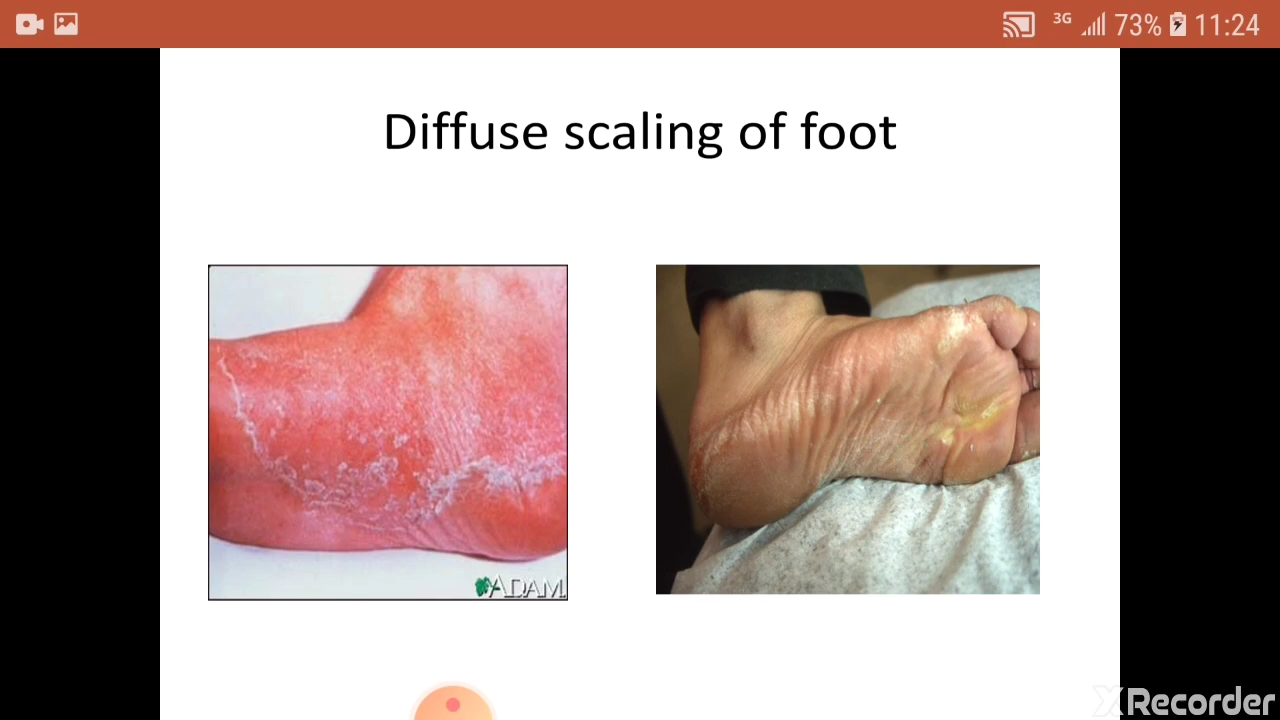 3G 73% 11:24
Diffuse scaling of foot
ADAM.
XRecorder